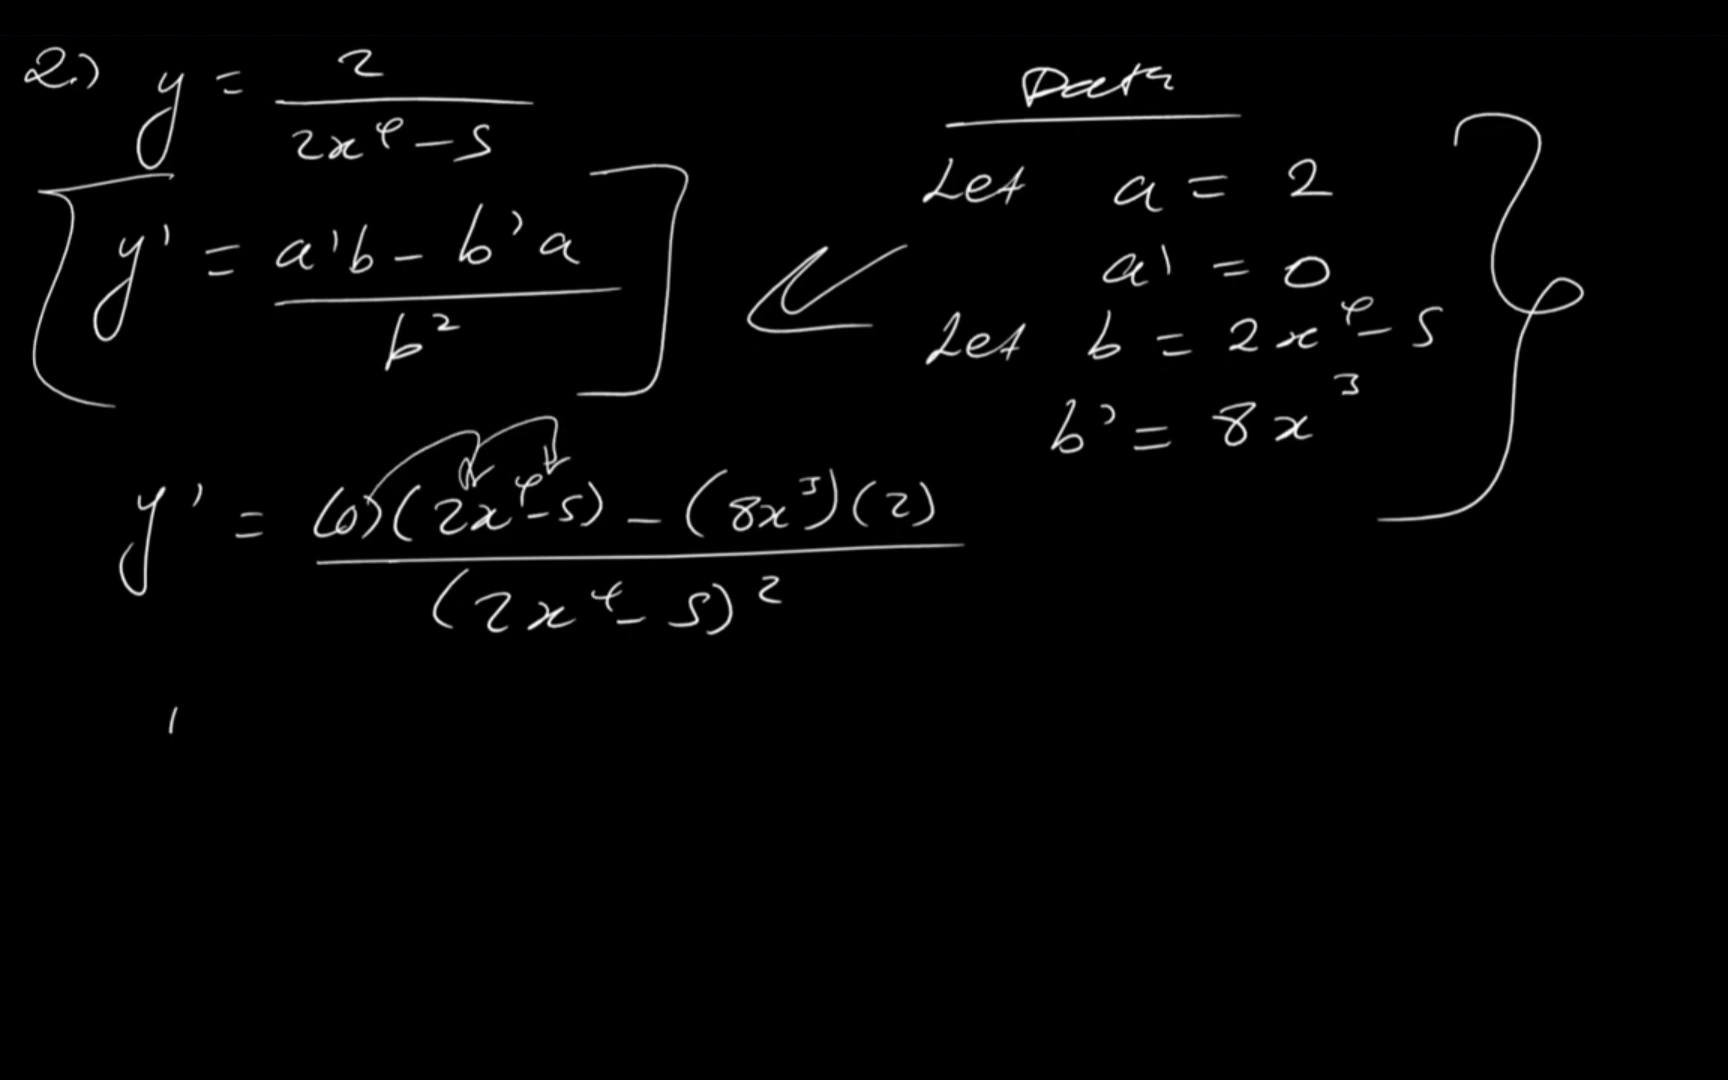 2.) y = 2 / (2x⁴ - 5)
y' = (a'b - b'a) / b²
y' = ((0)(2x⁴ - 5) - (8x³)(2)) / (2x⁴ - 5)²
Data
Let a = 2
a' = 0
Let b = 2x⁴ - 5
b' = 8x³